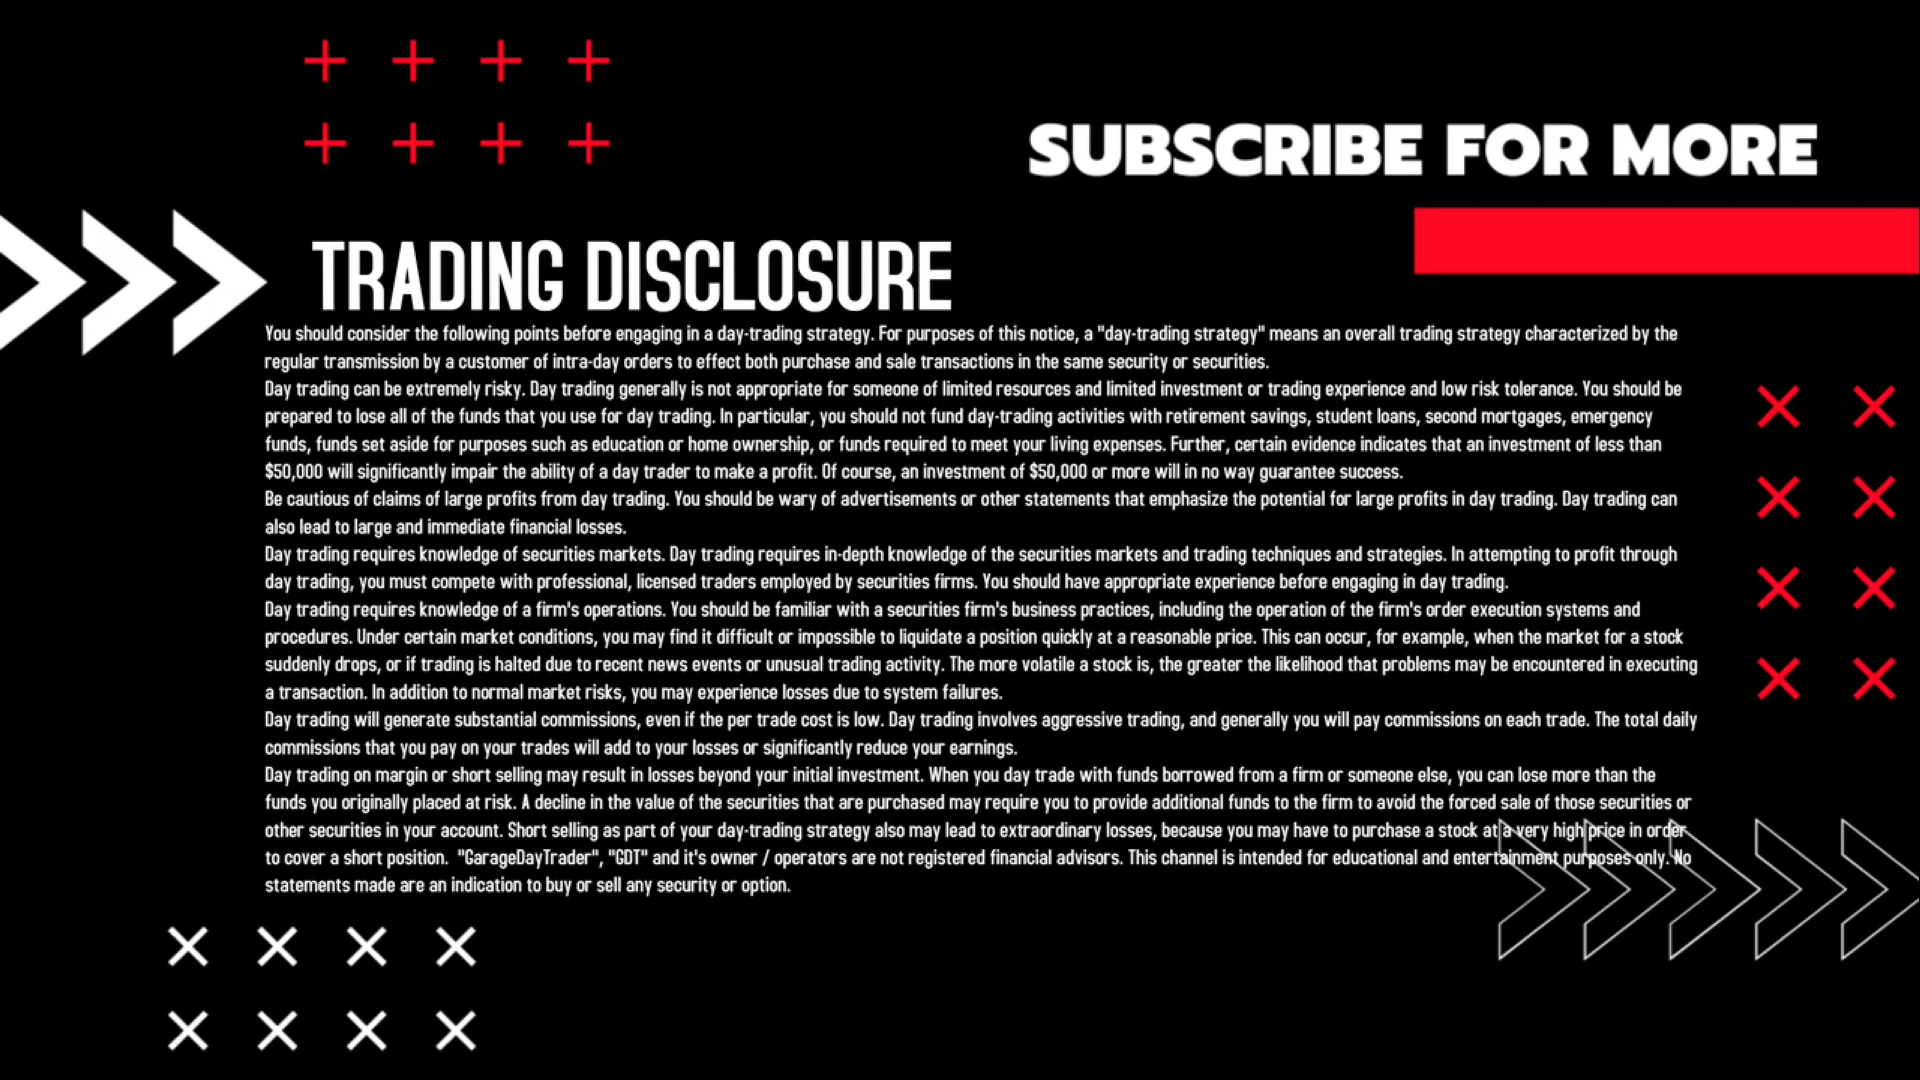 SUBSCRIBE FOR MORE
TRADING DISCLOSURE
You should consider the following points before engaging in a day-trading strategy. For purposes of this notice, a "day-trading strategy" means an overall trading strategy characterized by the
regular transmission by a customer of intra-day orders to effect both purchase and sale transactions in the same security or securities.
Day trading can be extremely risky. Day trading generally is not appropriate for someone of limited resources and limited investment or trading experience and low risk tolerance. You should be
prepared to lose all of the funds that you use for day trading. In particular, you should not fund day-trading activities with retirement savings, student loans, second mortgages, emergency
funds, funds set aside for purposes such as education or home ownership, or funds required to meet your living expenses. Further, certain evidence indicates that an investment of less than
$50,000 will significantly impair the ability of a day trader to make a profit. Of course, an investment of $50,000 or more will in no way guarantee success.
Be cautious of claims of large profits from day trading. You should be wary of advertisements or other statements that emphasize the potential for large profits in day trading. Day trading can
also lead to large and immediate financial losses.
Day trading requires knowledge of securities markets. Day trading requires in-depth knowledge of the securities markets and trading techniques and strategies. In attempting to profit through
day trading, you must compete with professional, licensed traders employed by securities firms. You should have appropriate experience before engaging in day trading.
Day trading requires knowledge of a firm's operations. You should be familiar with a securities firm's business practices, including the operation of the firm's order execution systems and
procedures. Under certain market conditions, you may find it difficult or impossible to liquidate a position quickly at a reasonable price. This can occur, for example, when the market for a stock
suddenly drops, or if trading is halted due to recent news events or unusual trading activity. The more volatile a stock is, the greater the likelihood that problems may be encountered in executing
a transaction. In addition to normal market risks, you may experience losses due to system failures.
Day trading will generate substantial commissions, even if the per trade cost is low. Day trading involves aggressive trading, and generally you will pay commissions on each trade. The total daily
commissions that you pay on your trades will add to your losses or significantly reduce your earnings.
Day trading on margin or short selling may result in losses beyond your initial investment. When you day trade with funds borrowed from a firm or someone else, you can lose more than the
funds you originally placed at risk. A decline in the value of the securities that are purchased may require you to provide additional funds to the firm to avoid the forced sale of those securities or
other securities in your account. Short selling as part of your day-trading strategy also may lead to extraordinary losses, because you may have to purchase a stock at a very high price in order
to cover a short position.  "GarageDayTrader", "GDT" and it's owner / operators are not registered financial advisors. This channel is intended for educational and entertainment purposes only. No
statements made are an indication to buy or sell any security or option.